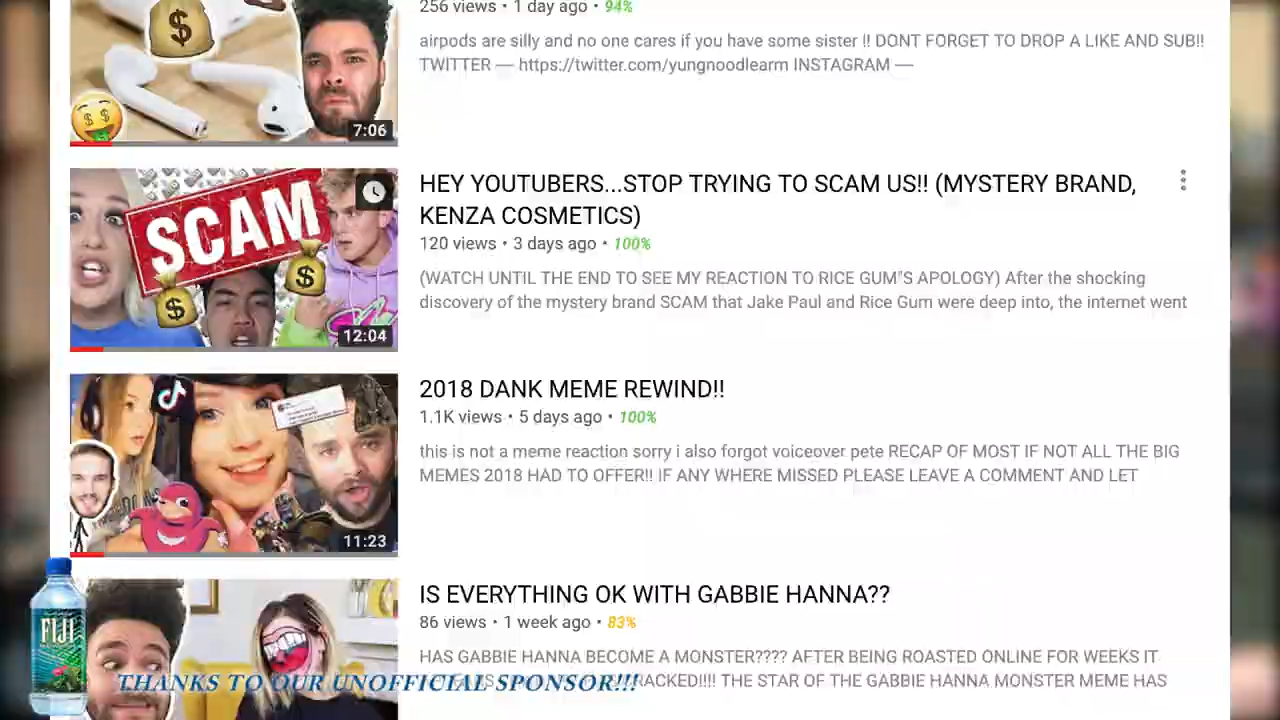 256 views • 1 day ago • 94%
airpods are silly and no one cares if you have some sister !! DONT FORGET TO DROP A LIKE AND SUB!!
TWITTER — https://twitter.com/yungnoodlearm INSTAGRAM —
7:06
SCAM
12:04
HEY YOUTUBERS...STOP TRYING TO SCAM US!! (MYSTERY BRAND,
KENZA COSMETICS)
120 views • 3 days ago • 100%
(WATCH UNTIL THE END TO SEE MY REACTION TO RICE GUM'S APOLOGY) After the shocking
discovery of the mystery brand SCAM that Jake Paul and Rice Gum were deep into, the internet went
11:23
2018 DANK MEME REWIND!!
1.1K views • 5 days ago • 100%
this is not a meme reaction sorry i also forgot voiceover pete RECAP OF MOST IF NOT ALL THE BIG
MEMES 2018 HAD TO OFFER!! IF ANY WHERE MISSED PLEASE LEAVE A COMMENT AND LET
IS EVERYTHING OK WITH GABBIE HANNA??
86 views • 1 week ago • 83%
HAS GABBIE HANNA BECOME A MONSTER???? AFTER BEING ROASTED ONLINE FOR WEEKS IT
RACKED!!!! THE STAR OF THE GABBIE HANNA MONSTER MEME HAS
FIJI
THANKS TO OUR UNOFFICIAL SPONSOR!!!